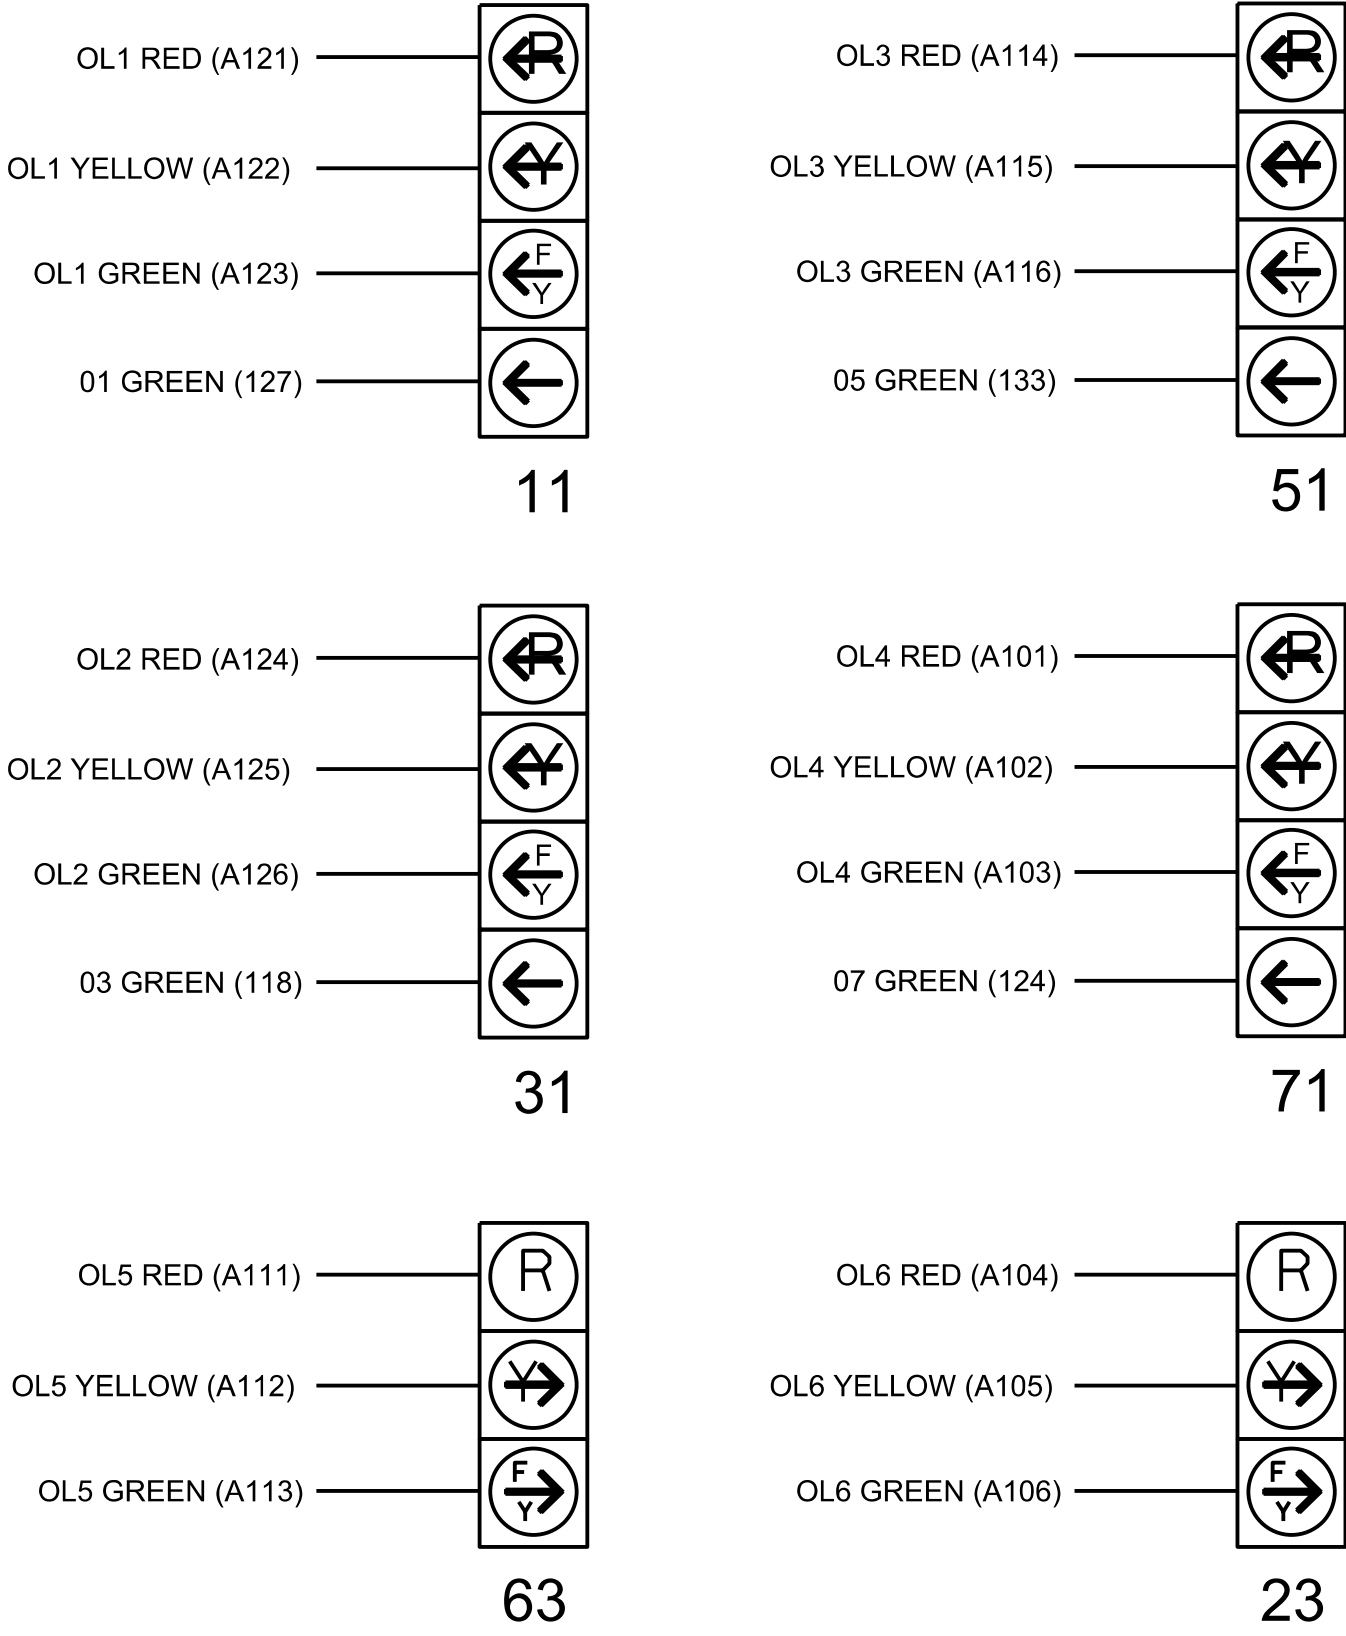 OL1 RED (A121)
R
OL1 YELLOW (A122)
Y
OL1 GREEN (A123)
F
Y
01 GREEN (127)
11
OL3 RED (A114)
R
OL3 YELLOW (A115)
Y
OL3 GREEN (A116)
F
Y
05 GREEN (133)
51
OL2 RED (A124)
R
OL2 YELLOW (A125)
Y
OL2 GREEN (A126)
F
Y
03 GREEN (118)
31
OL4 RED (A101)
R
OL4 YELLOW (A102)
Y
OL4 GREEN (A103)
F
Y
07 GREEN (124)
71
OL5 RED (A111)
R
OL5 YELLOW (A112)
Y
OL5 GREEN (A113)
F
Y
63
OL6 RED (A104)
R
OL6 YELLOW (A105)
Y
OL6 GREEN (A106)
F
Y
23